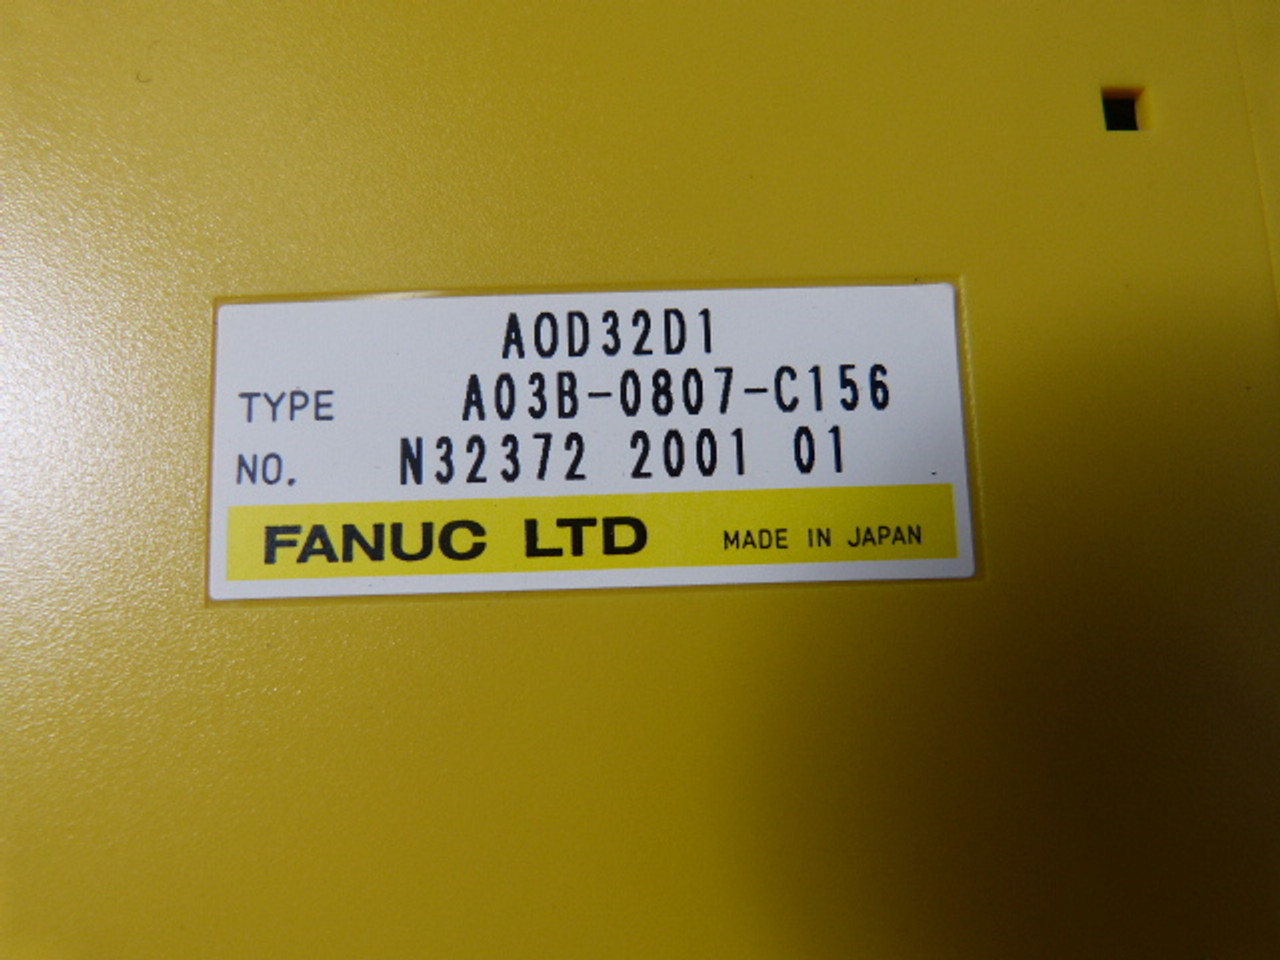 AOD32D1
TYPE A03B-0807-C156
NO. N32372 2001 01
FANUC LTD MADE IN JAPAN